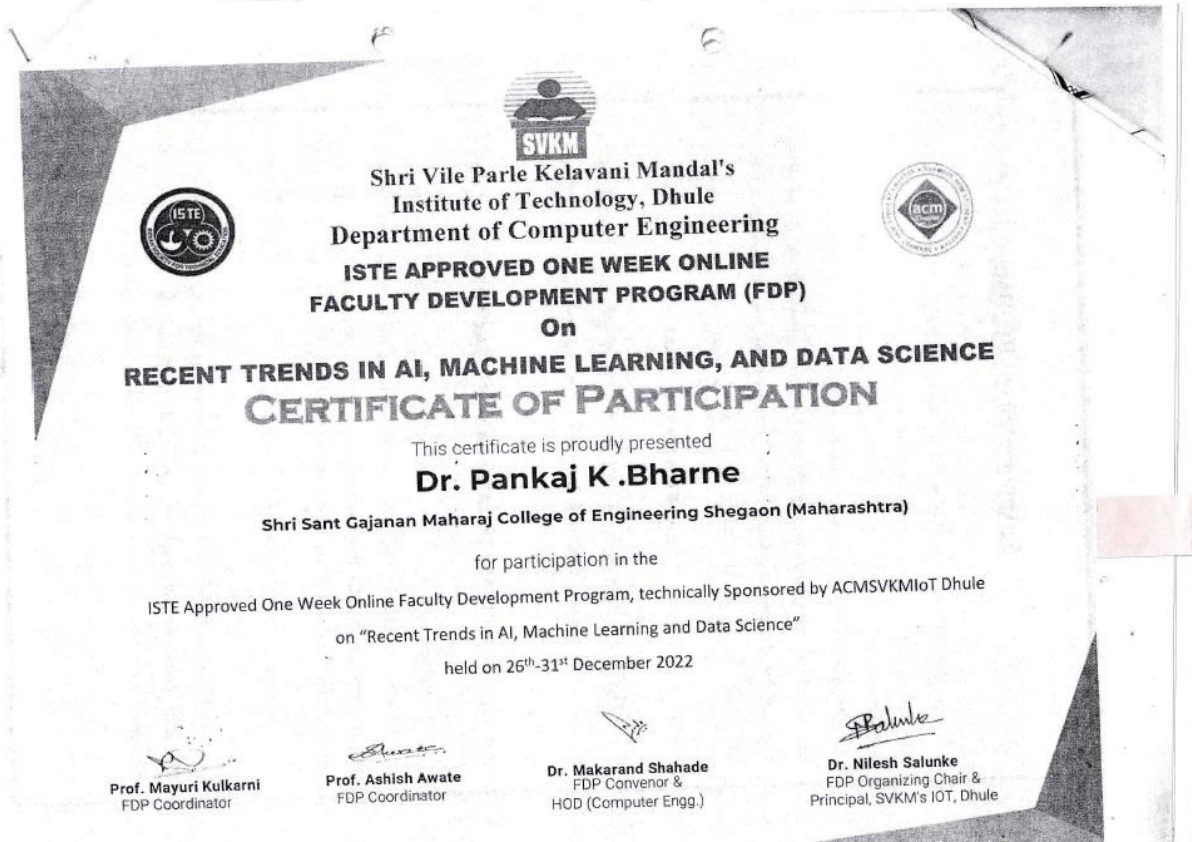 SVKM
Shri Vile Parle Kelavani Mandal's
Institute of Technology, Dhule
Department of Computer Engineering
ISTE
acm
ISTE APPROVED ONE WEEK ONLINE
FACULTY DEVELOPMENT PROGRAM (FDP)
On
RECENT TRENDS IN AI, MACHINE LEARNING, AND DATA SCIENCE
CERTIFICATE OF PARTICIPATION
This certificate is proudly presented
Dr. Pankaj K .Bharne
Shri Sant Gajanan Maharaj College of Engineering Shegaon (Maharashtra)
for participation in the
ISTE Approved One Week Online Faculty Development Program, technically Sponsored by ACMSVKMIoT Dhule
on “Recent Trends in AI, Machine Learning and Data Science”
held on 26th-31st December 2022
Prof. Mayuri Kulkarni
FDP Coordinator
Prof. Ashish Awate
FDP Coordinator
Dr. Makarand Shahade
FDP Convenor &
HOD (Computer Engg.)
Dr. Nilesh Salunke
FDP Organizing Chair &
Principal, SVKM's IOT, Dhule